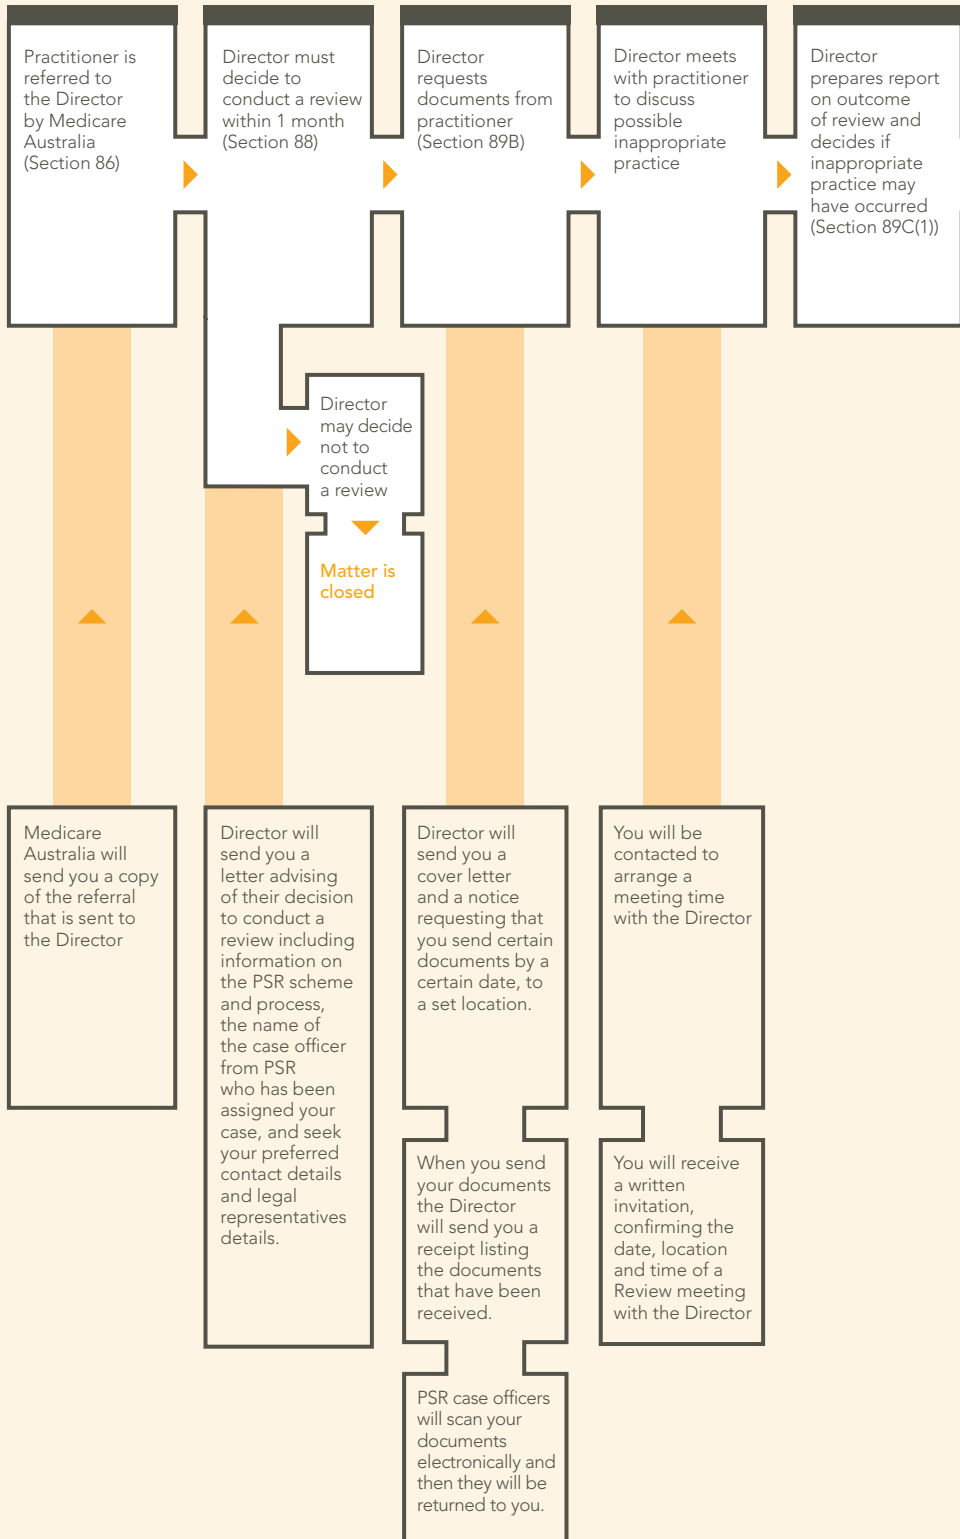 Practitioner is
referred to
the Director
by Medicare
Australia
(Section 86)
Director must
decide to
conduct a review
within 1 month
(Section 88)
Director
requests
documents from
practitioner
(Section 89B)
Director meets
with practitioner
to discuss
possible
inappropriate
practice
Director
prepares report
on outcome
of review and
decides if
inappropriate
practice may
have occurred
(Section 89C(1))
Director
may decide
not to
conduct
a review
Matter is
closed
Medicare
Australia will
send you a copy
of the referral
that is sent to
the Director
Director will
send you a
letter advising
of their decision
to conduct a
review including
information on
the PSR scheme
and process,
the name of
the case officer
from PSR
who has been
assigned your
case, and seek
your preferred
contact details
and legal
representatives
details.
Director will
send you a
cover letter
and a notice
requesting that
you send certain
documents by a
certain date, to
a set location.
When you send
your documents
the Director
will send you a
receipt listing
the documents
that have been
received.
PSR case officers
will scan your
documents
electronically and
then they will be
returned to you.
You will be
contacted to
arrange a
meeting time
with the Director
You will receive
a written
invitation,
confirming the
date, location
and time of a
Review meeting
with the Director